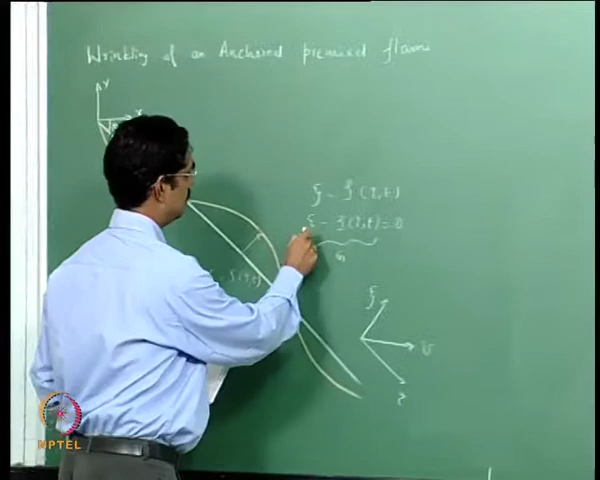 Wrinkling of an Anchored premixed flame
Y
x
ξ = ξ(η,t)
ξ - ξ(η,t) = 0
G
ξ
η
NPTEL